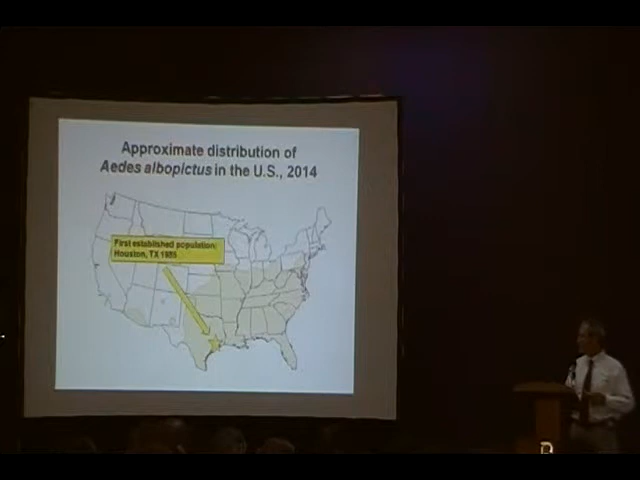 Approximate distribution of
Aedes albopictus in the U.S., 2014
First established population:
Houston, TX 1985